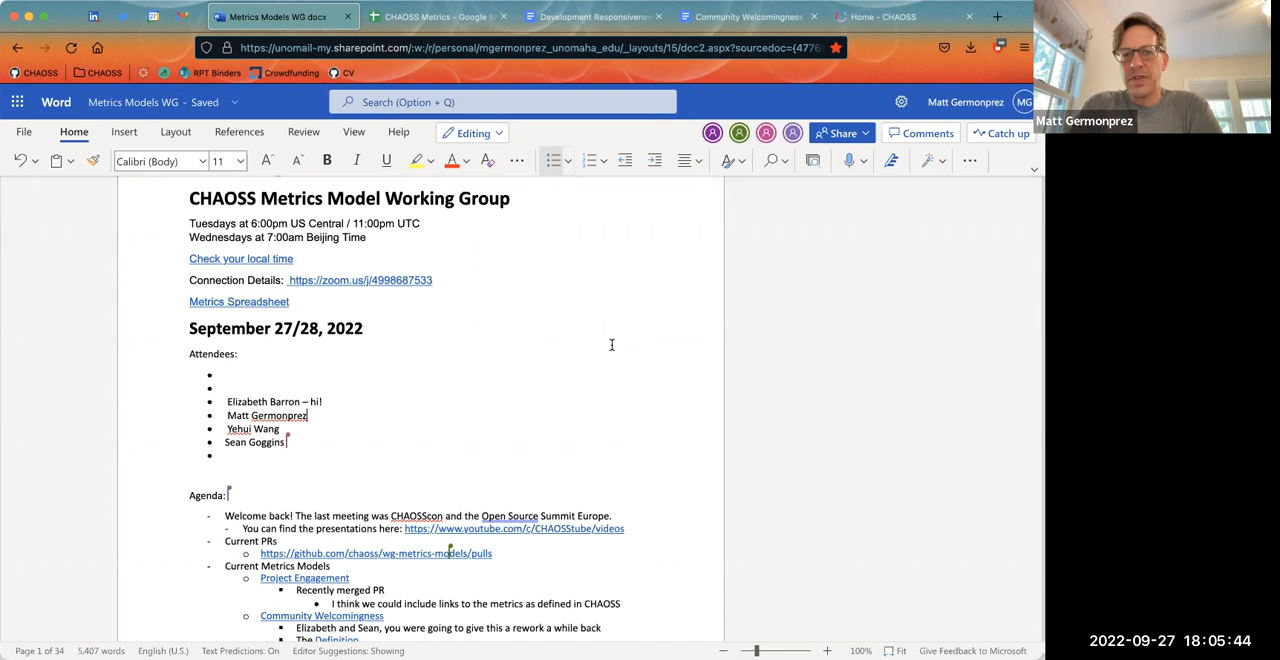 Metrics Models WG.docx
CHAOSS Metrics - Google S
Development Responsivenes
Community Welcomingness
Home - CHAOSS
https://unomail-my.sharepoint.com/:w:/r/personal/mgermonprez_unomaha_edu/_layouts/15/doc2.aspx?sourcedoc={4776
CHAOSS
CHAOSS
RPT Binders
Crowdfunding
CV
Word
Metrics Models WG - Saved
Search (Option + Q)
Matt Germonprez
MG
Matt Germonprez
File
Home
Insert
Layout
References
Review
View
Help
Editing
Share
Comments
Catch up
Calibri (Body)
11
CHAOSS Metrics Model Working Group
Tuesdays at 6:00pm US Central / 11:00pm UTC
Wednesdays at 7:00am Beijing Time
Check your local time
Connection Details: https://zoom.us/j/4998687533
Metrics Spreadsheet
September 27/28, 2022
Attendees:
Elizabeth Barron – hi!
Matt Germonprez
Yehui Wang
Sean Goggins
Agenda:
- Welcome back! The last meeting was CHAOSScon and the Open Source Summit Europe.
- You can find the presentations here: https://www.youtube.com/c/CHAOSStube/videos
- Current PRs
https://github.com/chaoss/wg-metrics-models/pulls
- Current Metrics Models
Project Engagement
Recently merged PR
I think we could include links to the metrics as defined in CHAOSS
Community Welcomingness
Elizabeth and Sean, you were going to give this a rework a while back
The Definition
Page 1 of 34
5,407 words
English (U.S.)
Text Predictions: On
Editor Suggestions: Showing
100%
Fit
Give Feedback to Microsoft
2022-09-27 18:05:44